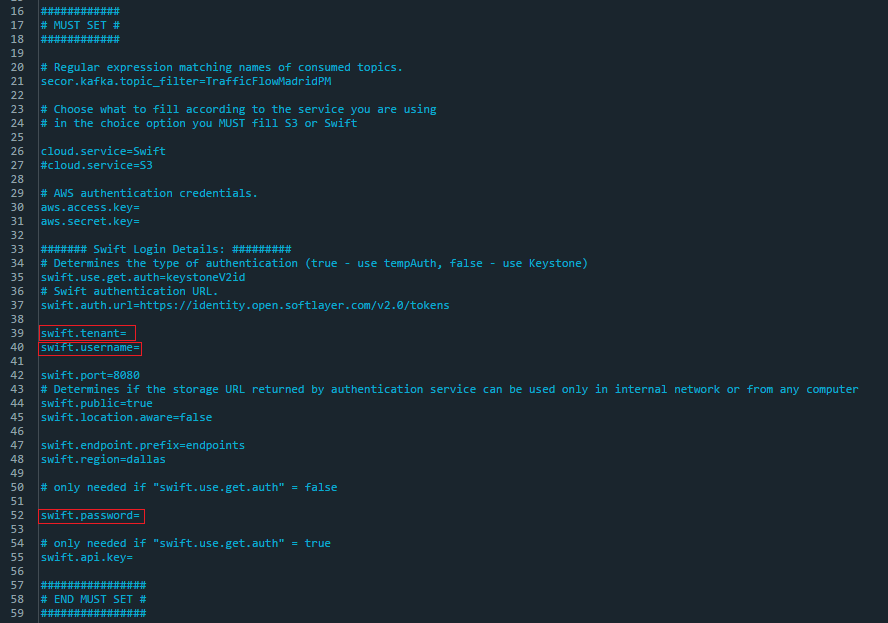 16 ############
17 # MUST SET #
18 ############
19
20 # Regular expression matching names of consumed topics.
21 secor.kafka.topic_filter=TrafficFlowMadridPM
22
23 # Choose what to fill according to the service you are using
24 # in the choice option you MUST fill S3 or Swift
25
26 cloud.service=Swift
27 #cloud.service=S3
28
29 # AWS authentication credentials.
30 aws.access.key=
31 aws.secret.key=
32
33 ####### Swift Login Details: #########
34 # Determines the type of authentication (true - use tempAuth, false - use Keystone)
35 swift.use.get.auth=keystoneV2id
36 # Swift authentication URL.
37 swift.auth.url=https://identity.open.softlayer.com/v2.0/tokens
38
39 swift.tenant=
40 swift.username=
41
42 swift.port=8080
43 # Determines if the storage URL returned by authentication service can be used only in internal network or from any computer
44 swift.public=true
45 swift.location.aware=false
46
47 swift.endpoint.prefix=endpoints
48 swift.region=dallas
49
50 # only needed if "swift.use.get.auth" = false
51
52 swift.password=
53
54 # only needed if "swift.use.get.auth" = true
55 swift.api.key=
56
57 ################
58 # END MUST SET #
59 ################